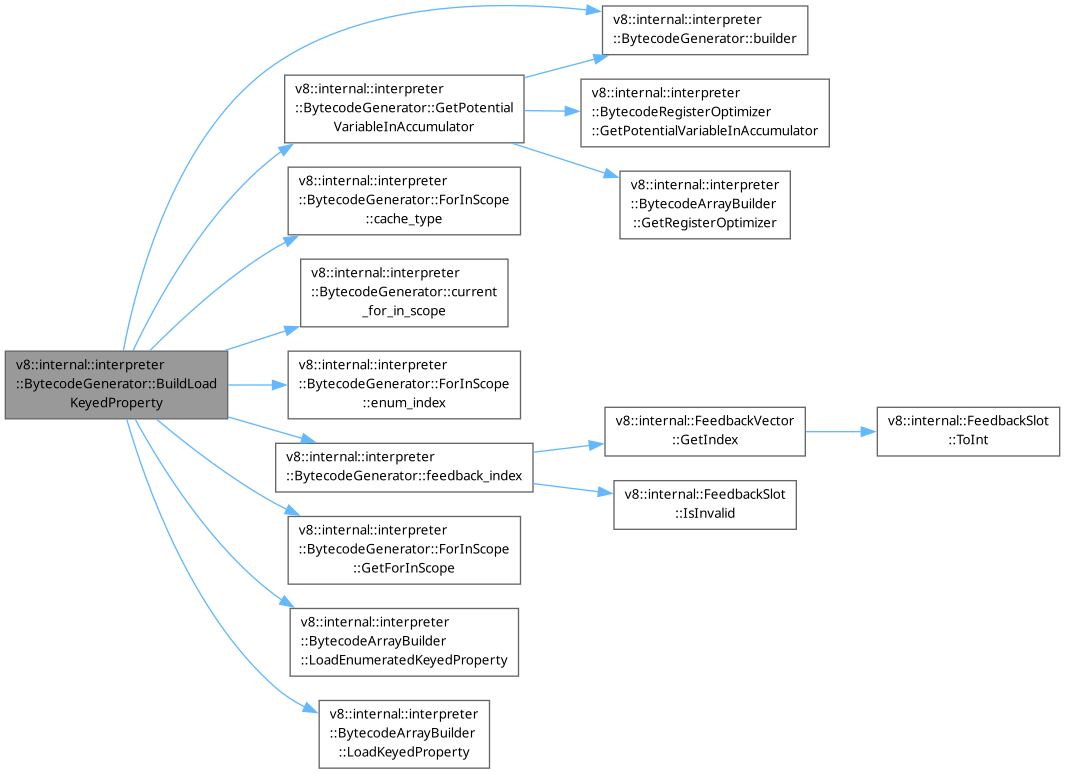 v8::internal::interpreter
::BytecodeGenerator::BuildLoad
KeyedProperty
v8::internal::interpreter
::BytecodeGenerator::builder
v8::internal::interpreter
::BytecodeGenerator::GetPotential
VariableInAccumulator
v8::internal::interpreter
::BytecodeRegisterOptimizer
::GetPotentialVariableInAccumulator
v8::internal::interpreter
::BytecodeArrayBuilder
::GetRegisterOptimizer
v8::internal::interpreter
::BytecodeGenerator::ForInScope
::cache_type
v8::internal::interpreter
::BytecodeGenerator::current
_for_in_scope
v8::internal::interpreter
::BytecodeGenerator::ForInScope
::enum_index
v8::internal::interpreter
::BytecodeGenerator::feedback_index
v8::internal::FeedbackVector
::GetIndex
v8::internal::FeedbackSlot
::ToInt
v8::internal::FeedbackSlot
::IsInvalid
v8::internal::interpreter
::BytecodeGenerator::ForInScope
::GetForInScope
v8::internal::interpreter
::BytecodeArrayBuilder
::LoadEnumeratedKeyedProperty
v8::internal::interpreter
::BytecodeArrayBuilder
::LoadKeyedProperty